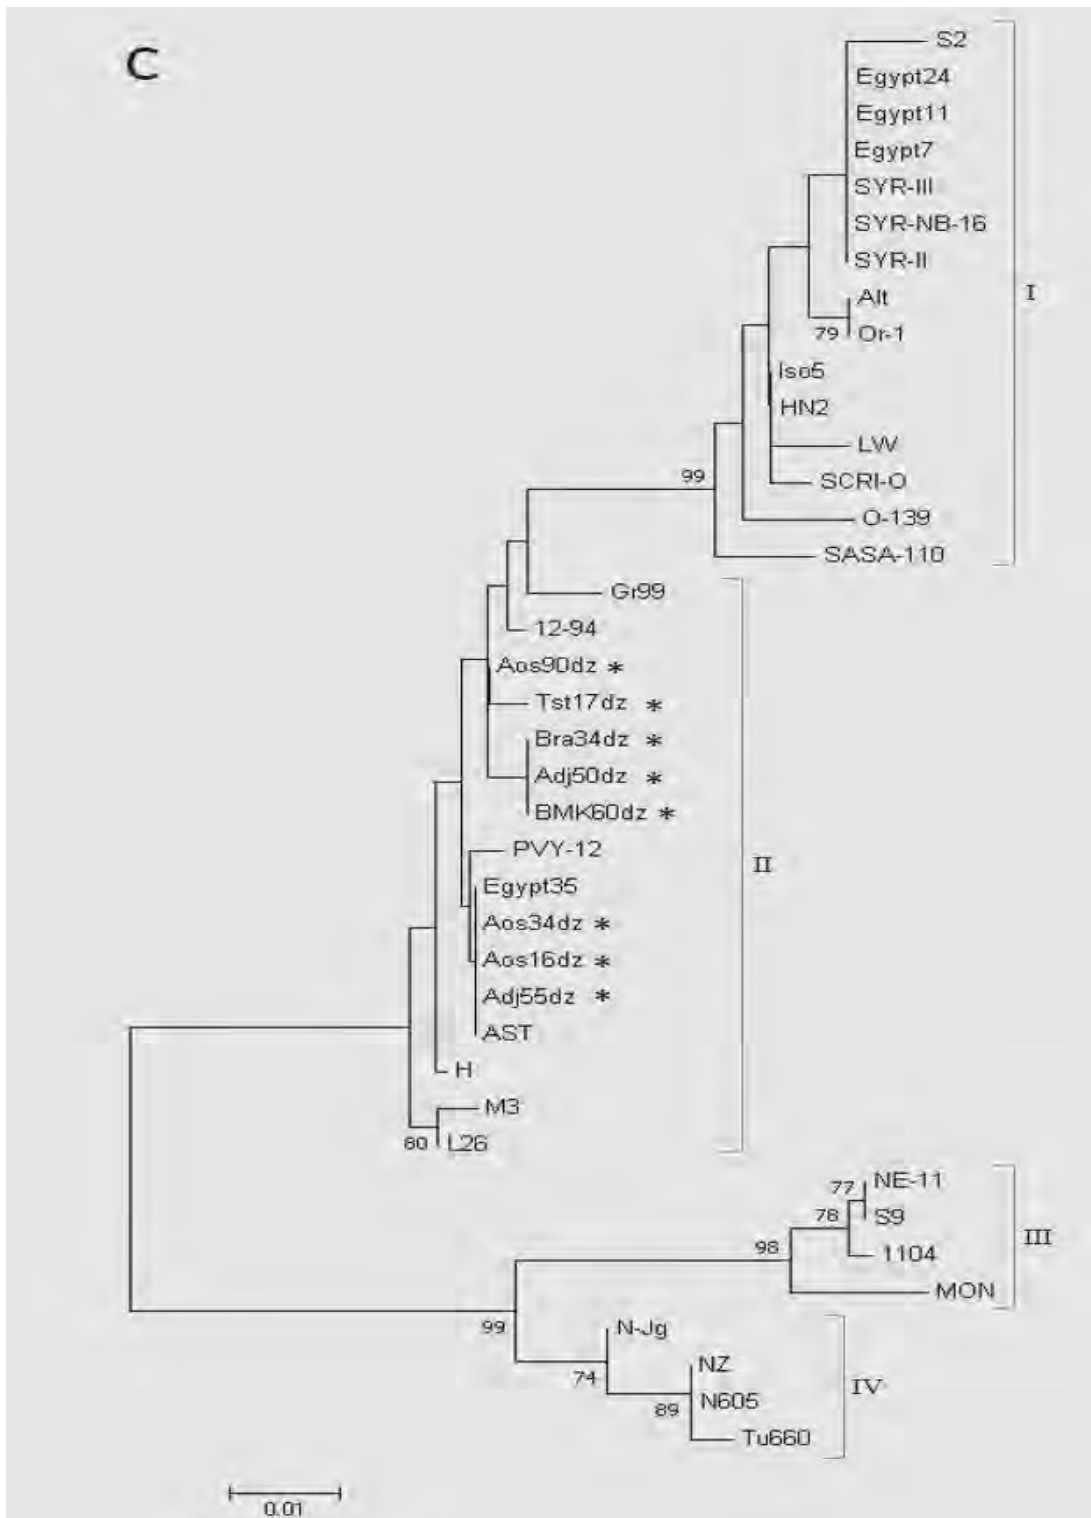 C
S2
Egypt24
Egypt11
Egypt7
SYR-III
SYR-NB-16
SYR-II
I
Alt
79
Or-1
Iso5
HN2
LW
99
SCRI-O
O-139
SASA-110
Gr99
12-94
Aos90dz *
Tst17dz *
Bra34dz *
Adj50dz *
BMK60dz *
PVY-12
II
Egypt35
Aos34dz *
Aos16dz *
Adj55dz *
AST
H
M3
80
L26
77
NE-11
78
S9
III
98
1104
MON
99
N-Jg
NZ
74
IV
89
N605
Tu660
0.01